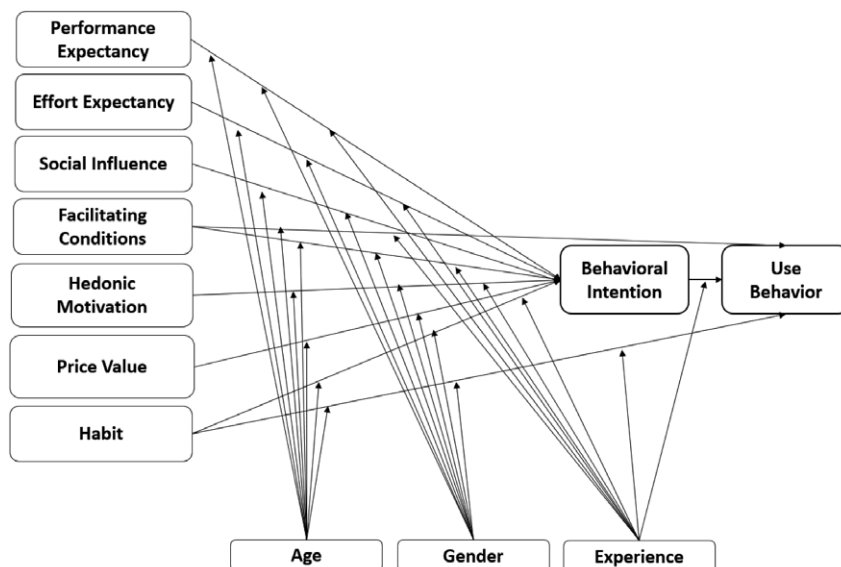 Performance
Expectancy
Effort Expectancy
Social Influence
Facilitating
Conditions
Hedonic
Motivation
Price Value
Habit
Behavioral
Intention
Use
Behavior
Age
Gender
Experience